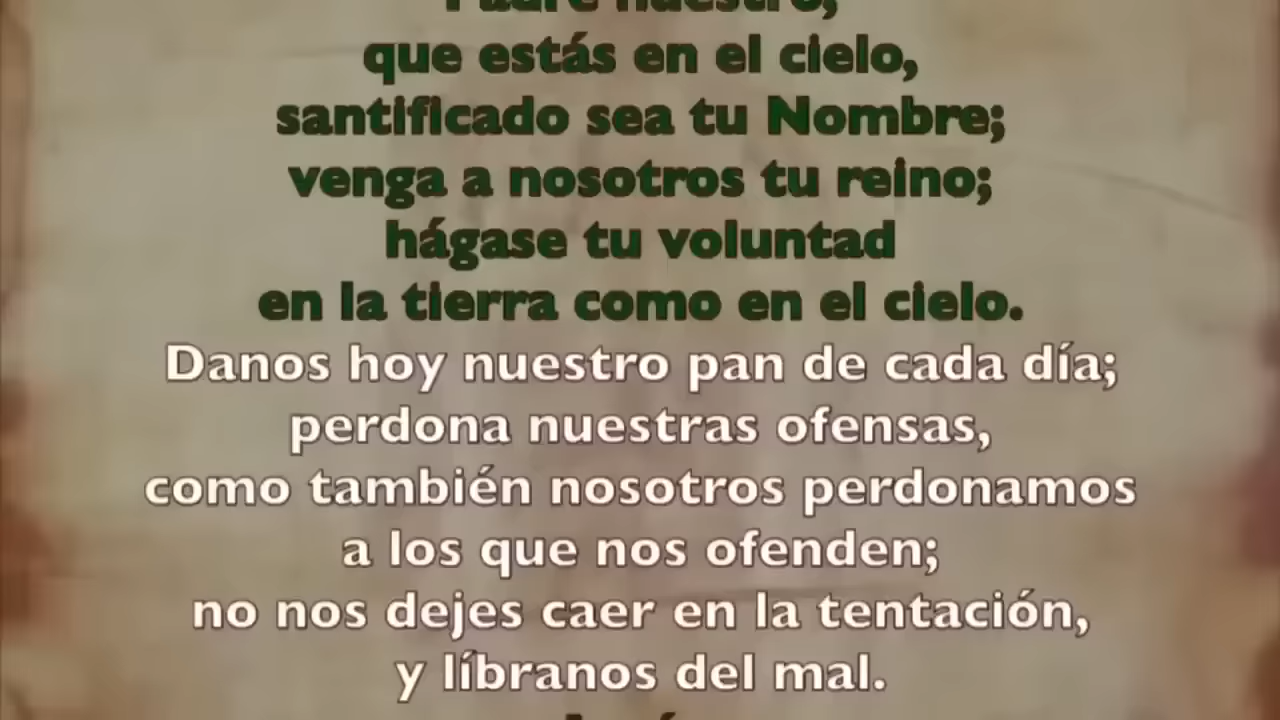 Padre nuestro,
que estás en el cielo,
santificado sea tu Nombre;
venga a nosotros tu reino;
hágase tu voluntad
en la tierra como en el cielo.
Danos hoy nuestro pan de cada día;
perdona nuestras ofensas,
como también nosotros perdonamos
a los que nos ofenden;
no nos dejes caer en la tentación,
y líbranos del mal.